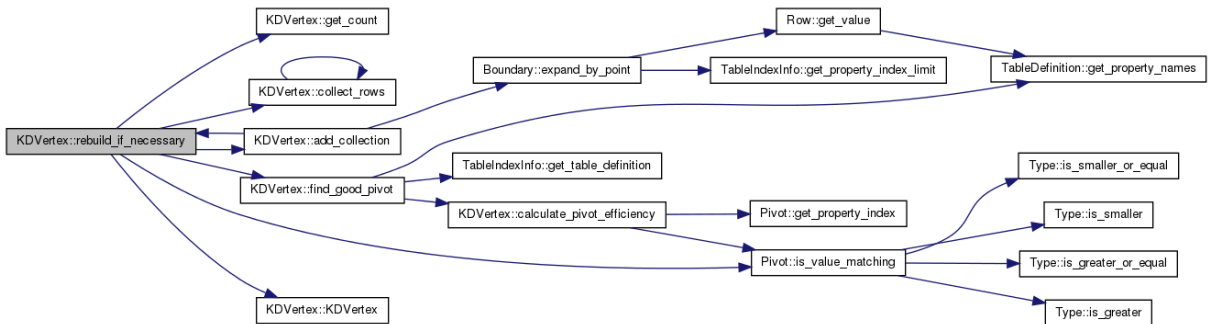 KDVertex::rebuild_if_necessary
KDVertex::get_count
KDVertex::collect_rows
KDVertex::add_collection
KDVertex::find_good_pivot
KDVertex::KDVertex
Boundary::expand_by_point
TableIndexInfo::get_table_definition
KDVertex::calculate_pivot_efficiency
Row::get_value
TableIndexInfo::get_property_index_limit
Pivot::get_property_index
Pivot::is_value_matching
TableDefinition::get_property_names
Type::is_smaller_or_equal
Type::is_smaller
Type::is_greater_or_equal
Type::is_greater